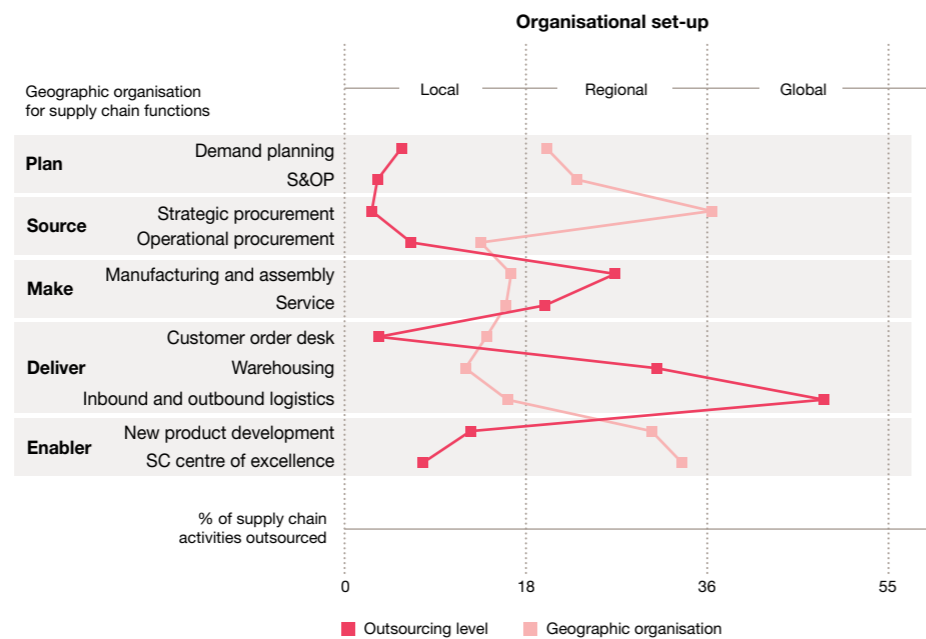 Organisational set-up
Geographic organisation
for supply chain functions
Local
Regional
Global
Plan
Demand planning
S&OP
Source
Strategic procurement
Operational procurement
Make
Manufacturing and assembly
Service
Deliver
Customer order desk
Warehousing
Inbound and outbound logistics
Enabler
New product development
SC centre of excellence
% of supply chain
activities outsourced
0 18 36 55
Outsourcing level
Geographic organisation